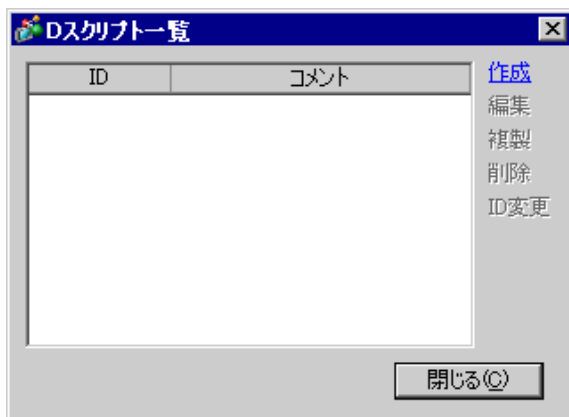 Dスクリプト一覧
ID コメント
作成
編集
複製
削除
ID変更
閉じる(C)